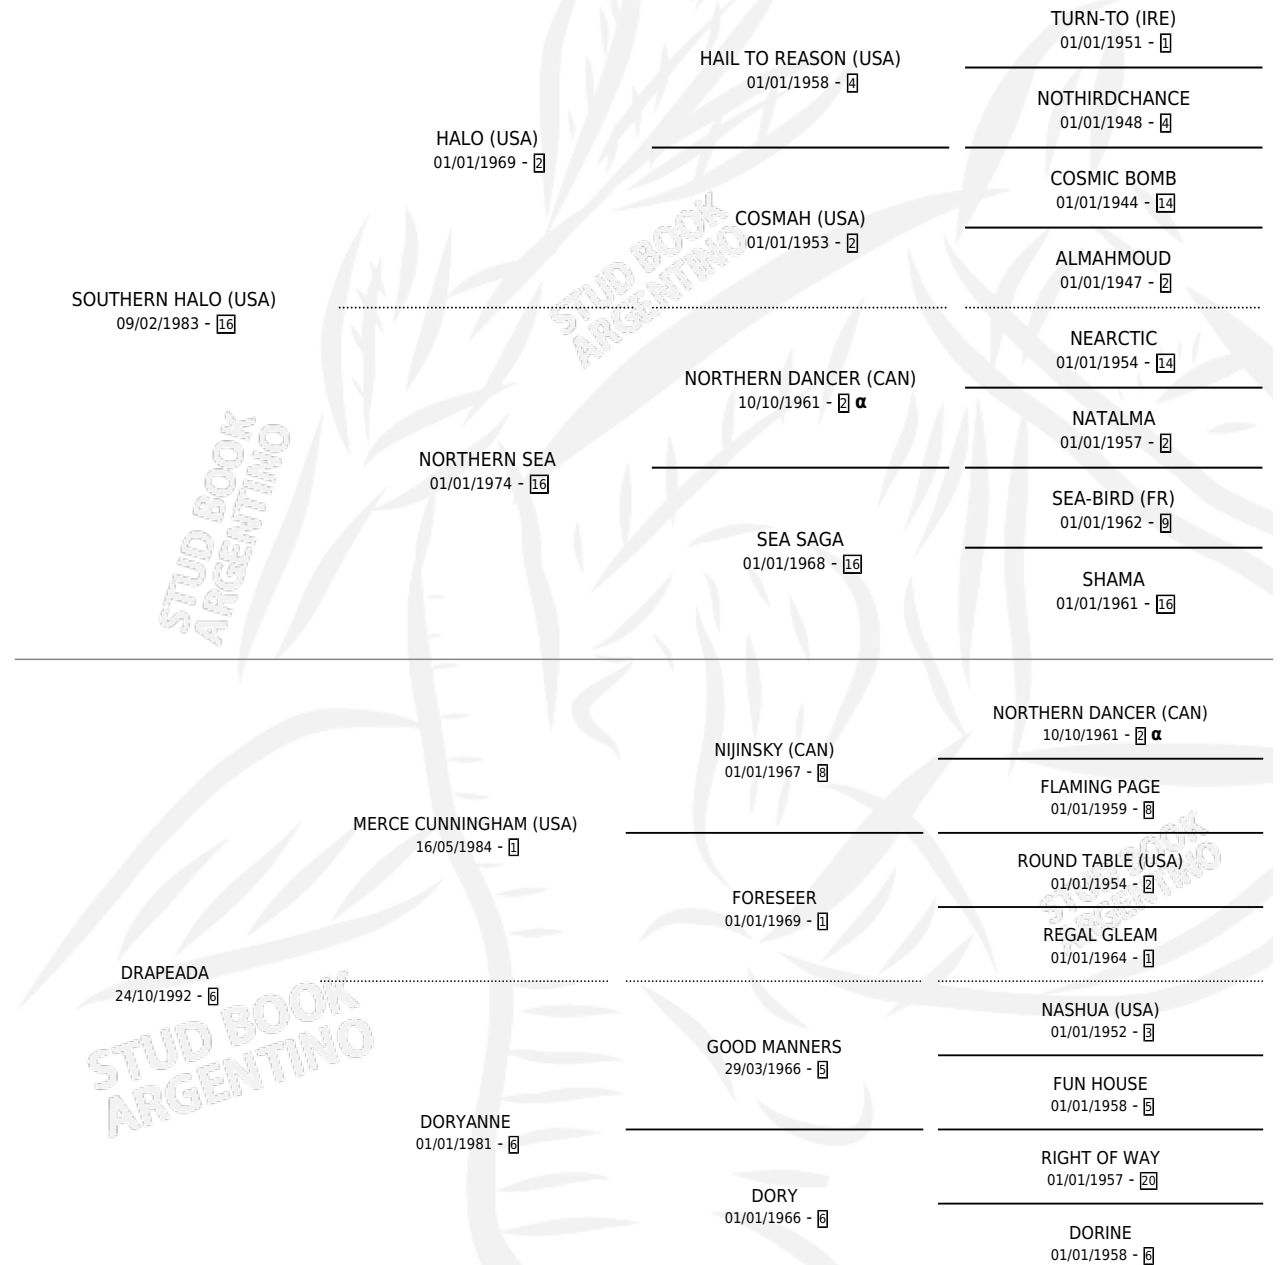 TURN-TO (IRE)
01/01/1951 - 1
HAIL TO REASON (USA)
01/01/1958 - 4
NOTHIRDCHANCE
01/01/1948 - 4
HALO (USA)
01/01/1969 - 2
COSMIC BOMB
01/01/1944 - 14
COSMAH (USA)
01/01/1953 - 2
ALMAHMOUD
01/01/1947 - 2
SOUTHERN HALO (USA)
09/02/1983 - 16
NEARCTIC
01/01/1954 - 14
NORTHERN DANCER (CAN)
10/10/1961 - 2 α
NATALMA
01/01/1957 - 2
NORTHERN SEA
01/01/1974 - 16
SEA-BIRD (FR)
01/01/1962 - 9
SEA SAGA
01/01/1968 - 16
SHAMA
01/01/1961 - 16
NORTHERN DANCER (CAN)
10/10/1961 - 2 α
NIJINSKY (CAN)
01/01/1967 - 8
FLAMING PAGE
01/01/1959 - 8
MERCE CUNNINGHAM (USA)
16/05/1984 - 1
ROUND TABLE (USA)
01/01/1954 - 2
FORESEER
01/01/1969 - 1
REGAL GLEAM
01/01/1964 - 1
DRAPEADA
24/10/1992 - 6
NASHUA (USA)
01/01/1952 - 3
GOOD MANNERS
29/03/1966 - 5
FUN HOUSE
01/01/1958 - 5
DORYANNE
01/01/1981 - 6
RIGHT OF WAY
01/01/1957 - 20
DORY
01/01/1966 - 6
DORINE
01/01/1958 - 6
STUD BOOK
ARGENTINO
STUD BOOK
ARGENTINO
STUD BOOK
ARGENTINO
STUD BOOK
ARGENTINO